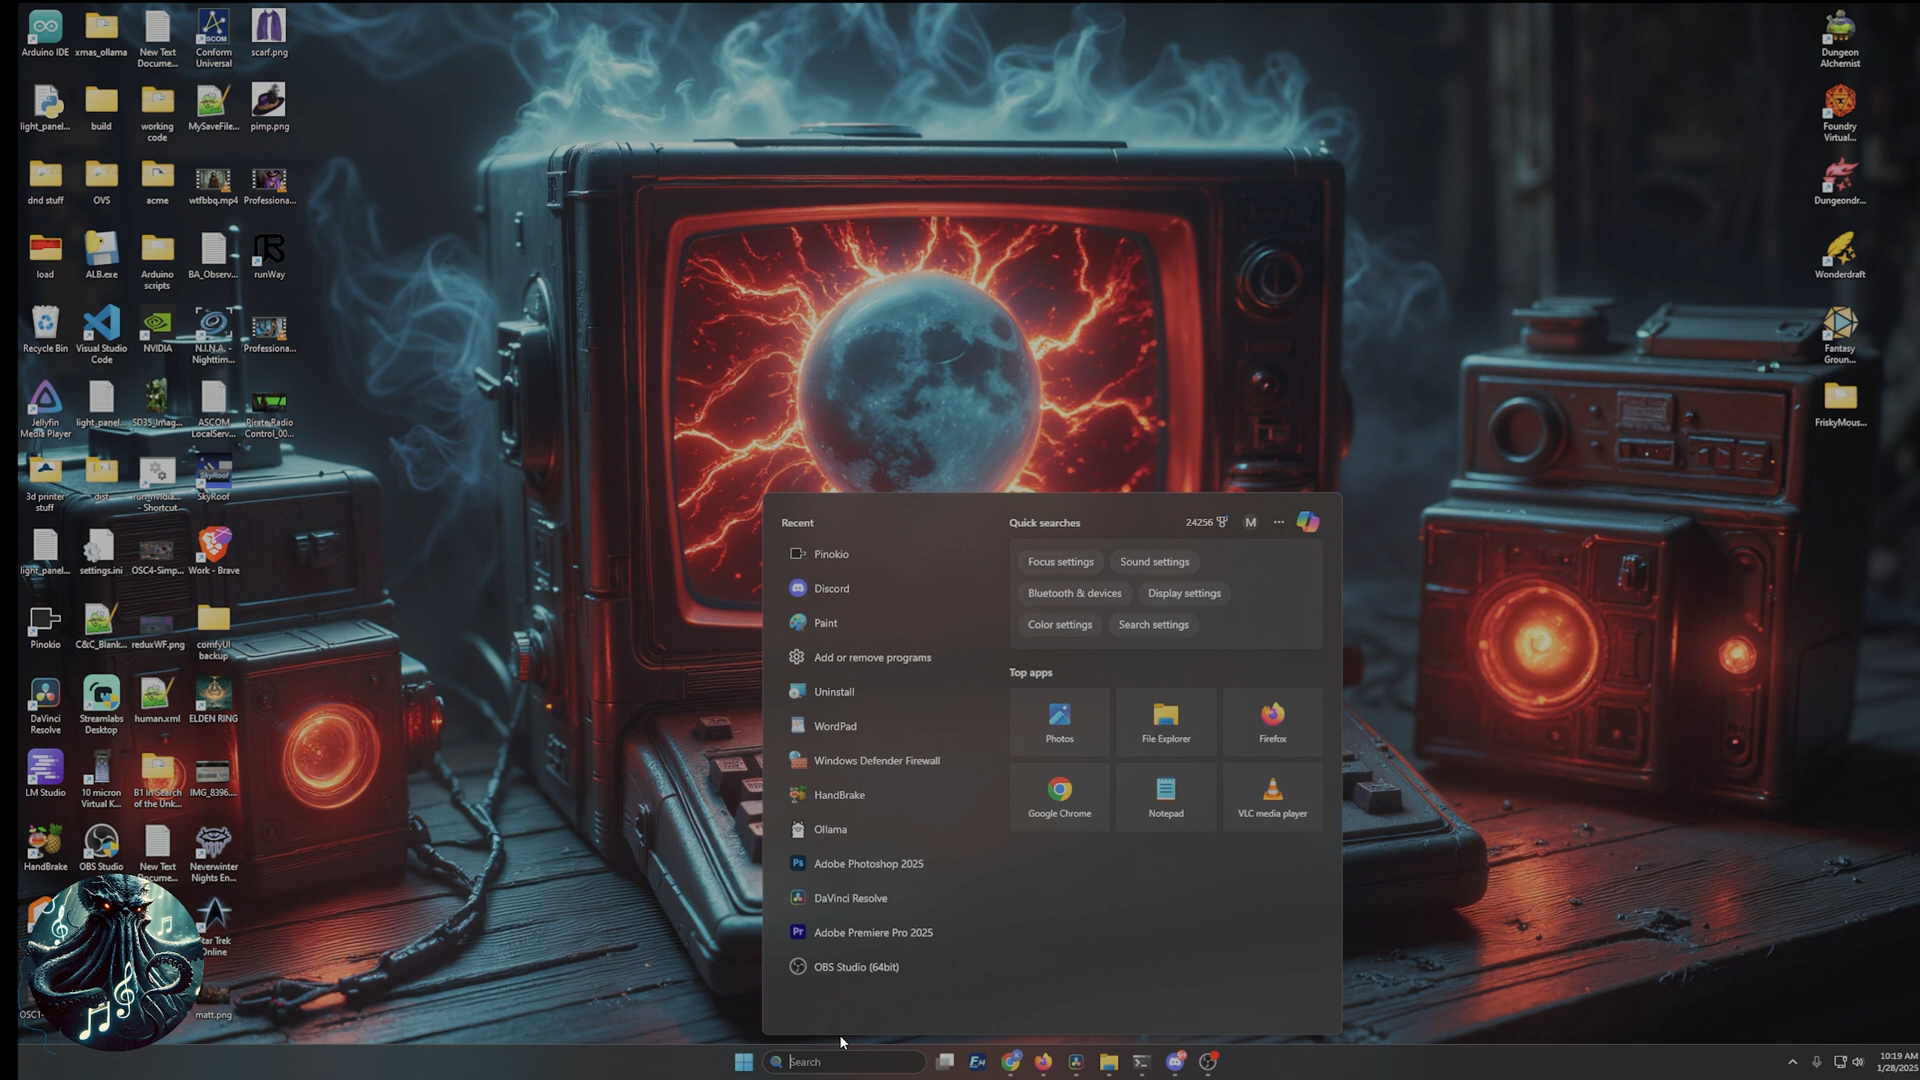 Arduino IDE
xmas_ollama
New Text
Docume...
Conform
Universal
scarf.png
light_panel...
build
working
code
MySaveFile...
pimp.png
dnd stuff
OVS
acme
wtfbbq.mp4
Professiona...
load
ALB.exe
Arduino
scripts
BA_Observ...
runWay
Recycle Bin
Visual Studio
Code
NVIDIA
N.I.N.A. -
Nighttim...
Professiona...
Jellyfin
Media Player
light_panel...
SD35_Imag...
ASCOM
LocalServ...
Pirate Radio
Control_00...
3d printer
stuff
dist
run_nvidia...
- Shortcut
SkyRoof
light_panel...
settings.ini
OSC4-Simp...
Work - Brave
Pinokio
C&C_Blank...
reduxWF.png
comfyUI
backup
DaVinci
Resolve
Streamlabs
Desktop
human.xml
ELDEN RING
LM Studio
10 micron
Virtual K...
B1 In Search
of the Unk...
IMG_8396....
HandBrake
OBS Studio
New Text
Docume...
Neverwinter
Nights En...
Star Trek
Online
OSC1-
matt.png
Dungeon
Alchemist
Foundry
Virtual...
Dungeondr...
Wonderdraft
Fantasy
Groun...
FriskyMous...
Recent
Pinokio
Discord
Paint
Add or remove programs
Uninstall
WordPad
Windows Defender Firewall
HandBrake
Ollama
Adobe Photoshop 2025
DaVinci Resolve
Adobe Premiere Pro 2025
OBS Studio (64bit)
Quick searches
24256
M
Focus settings
Sound settings
Bluetooth & devices
Display settings
Color settings
Search settings
Top apps
Photos
File Explorer
Firefox
Google Chrome
Notepad
VLC media player
Search
10:19 AM
1/28/2025